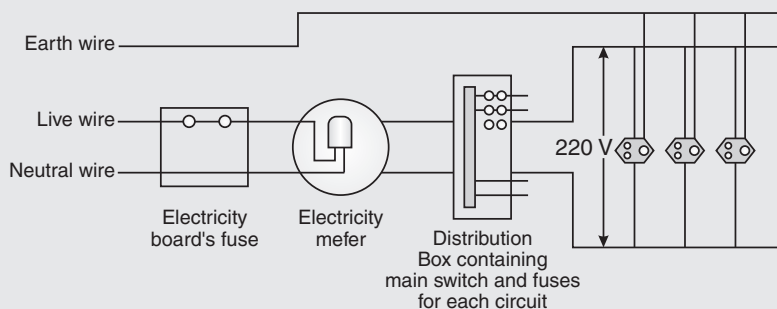 Earth wire
Live wire
Neutral wire
220 V
Electricity
board's fuse
Electricity
mefer
Distribution
Box containing
main switch and fuses
for each circuit